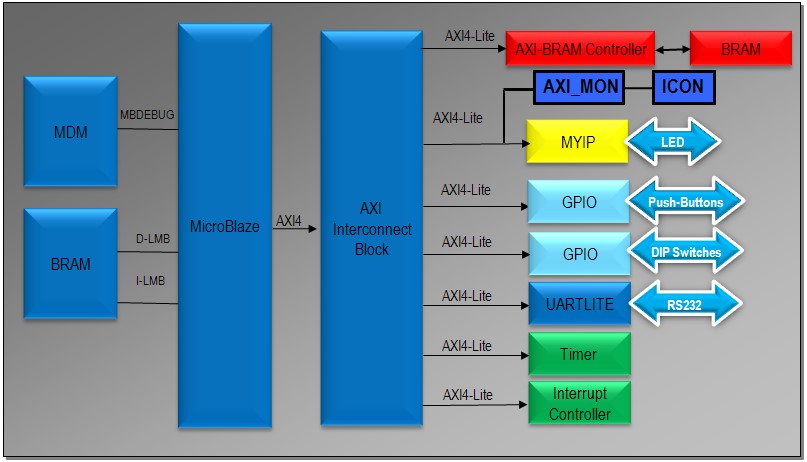 AXI4-Lite
AXI-BRAM Controller
BRAM
AXI_MON
ICON
MDM
MBDEBUG
AXI4-Lite
MYIP
LED
AXI4-Lite
GPIO
Push-Buttons
MicroBlaze
AXI4
AXI
Interconnect
Block
BRAM
D-LMB
I-LMB
AXI4-Lite
GPIO
DIP Switches
AXI4-Lite
UARTLITE
RS232
AXI4-Lite
Timer
AXI4-Lite
Interrupt
Controller